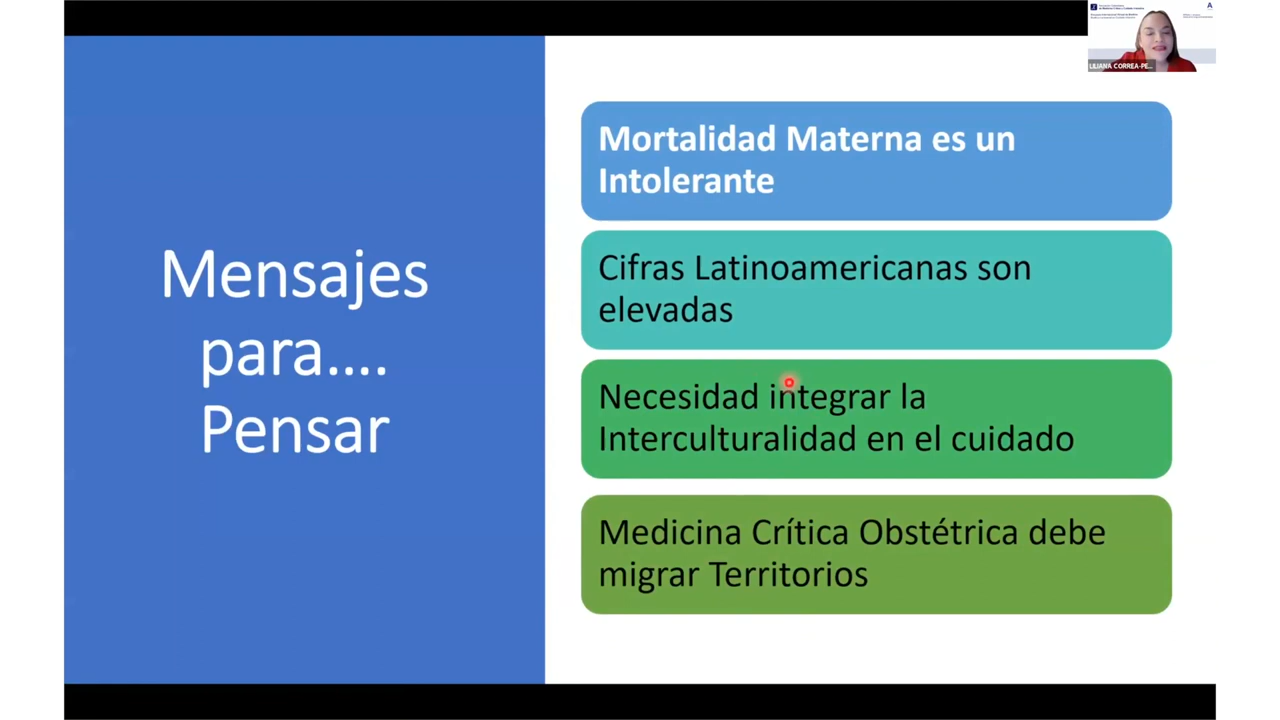 Mensajes
para....
Pensar
Mortalidad Materna es un
Intolerante
Cifras Latinoamericanas son
elevadas
Necesidad integrar la
Interculturalidad en el cuidado
Medicina Crítica Obstétrica debe
migrar Territorios
LILIANA CORREA-PE...